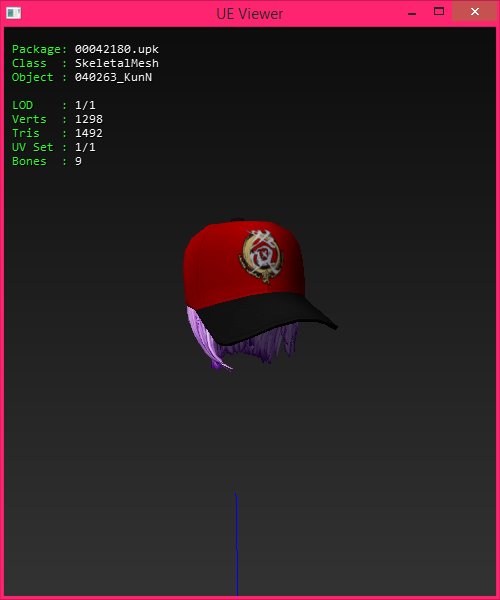 UE Viewer
Package: 00042180.upk
Class : SkeletalMesh
Object : 040263_KunN
LOD : 1/1
Verts : 1298
Tris : 1492
UV Set : 1/1
Bones : 9